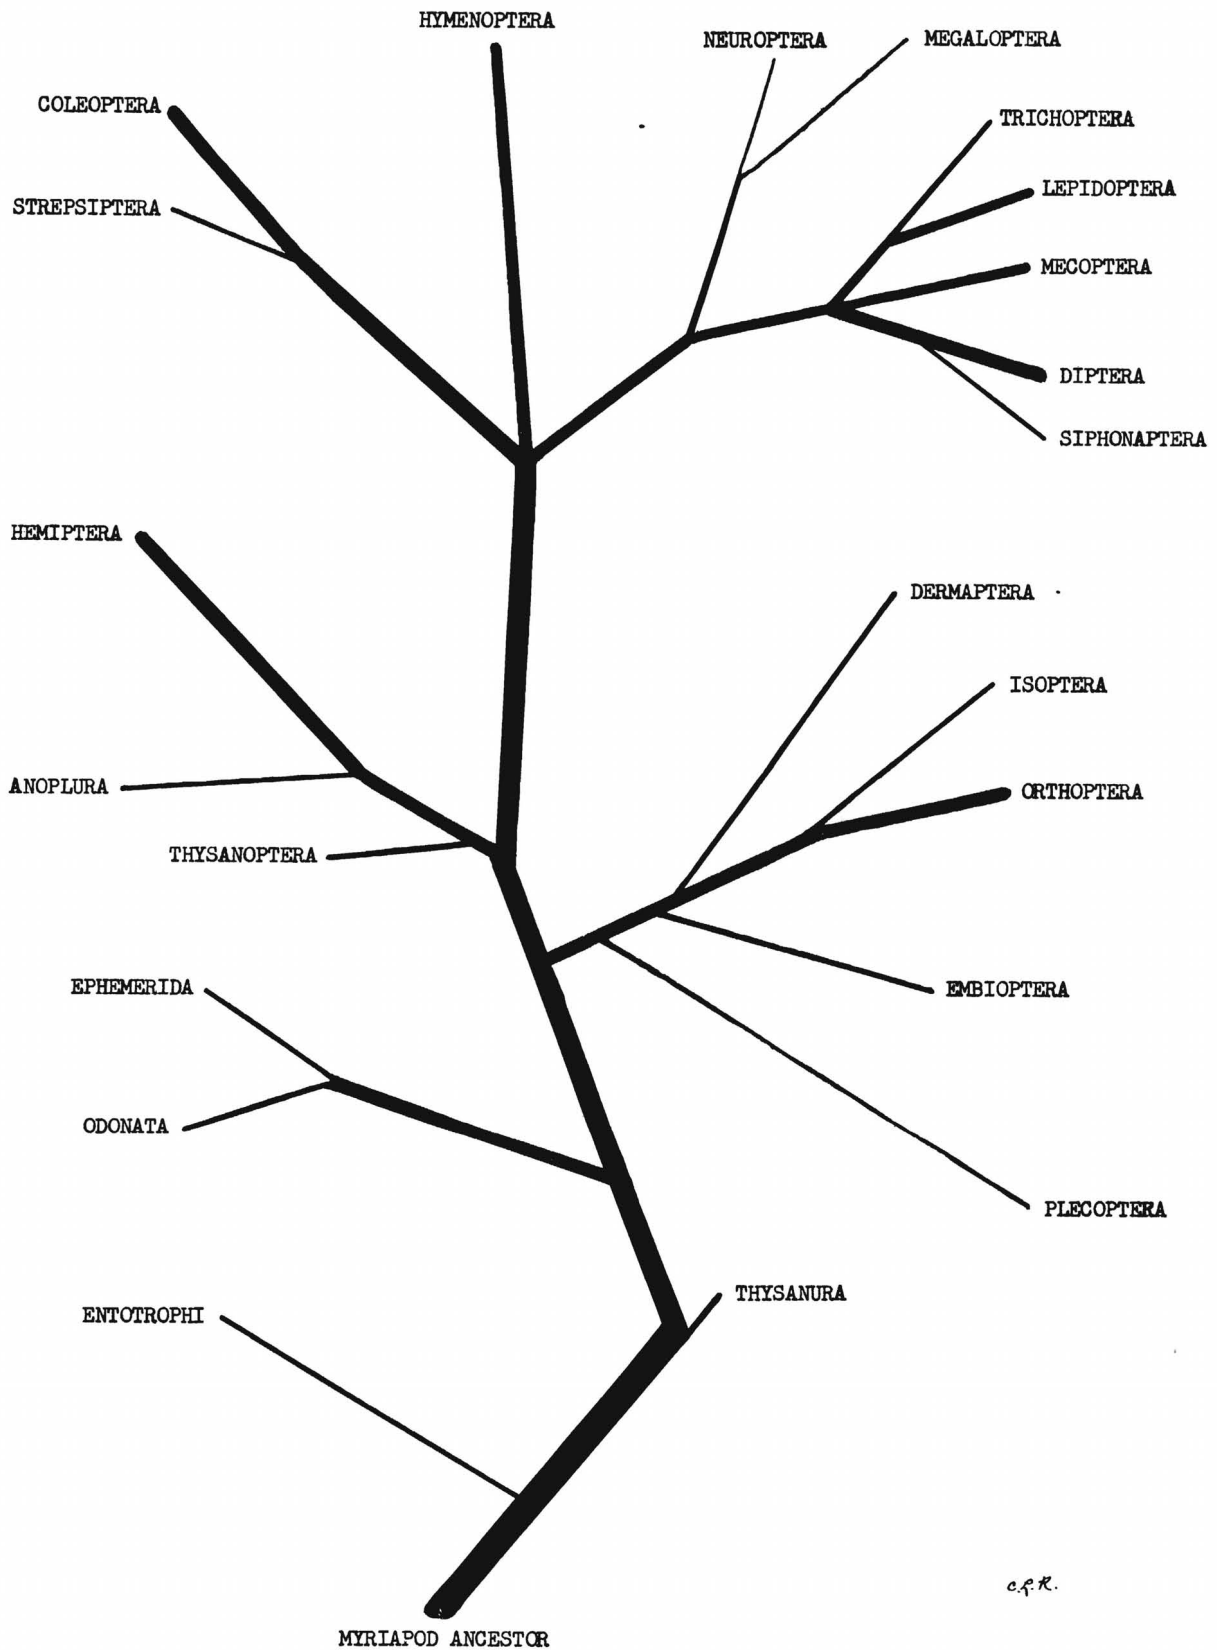 HYMENOPTERA
NEUROPTERA
MEGALOPTERA
COLEOPTERA
TRICHOPTERA
LEPIDOPTERA
STREPSIPTERA
MECOPTERA
DIPTERA
SIPHONAPTERA
HEMIPTERA
DERMAPTERA
ISOPTERA
ANOPLURA
ORTHOPTERA
THYSANOPTERA
EPHEMERIDA
EMBIOPTERA
ODONATA
PLECOPTERA
THYSANURA
ENTOTROPHI
C.G.R.
MYRIAPOD ANCESTOR